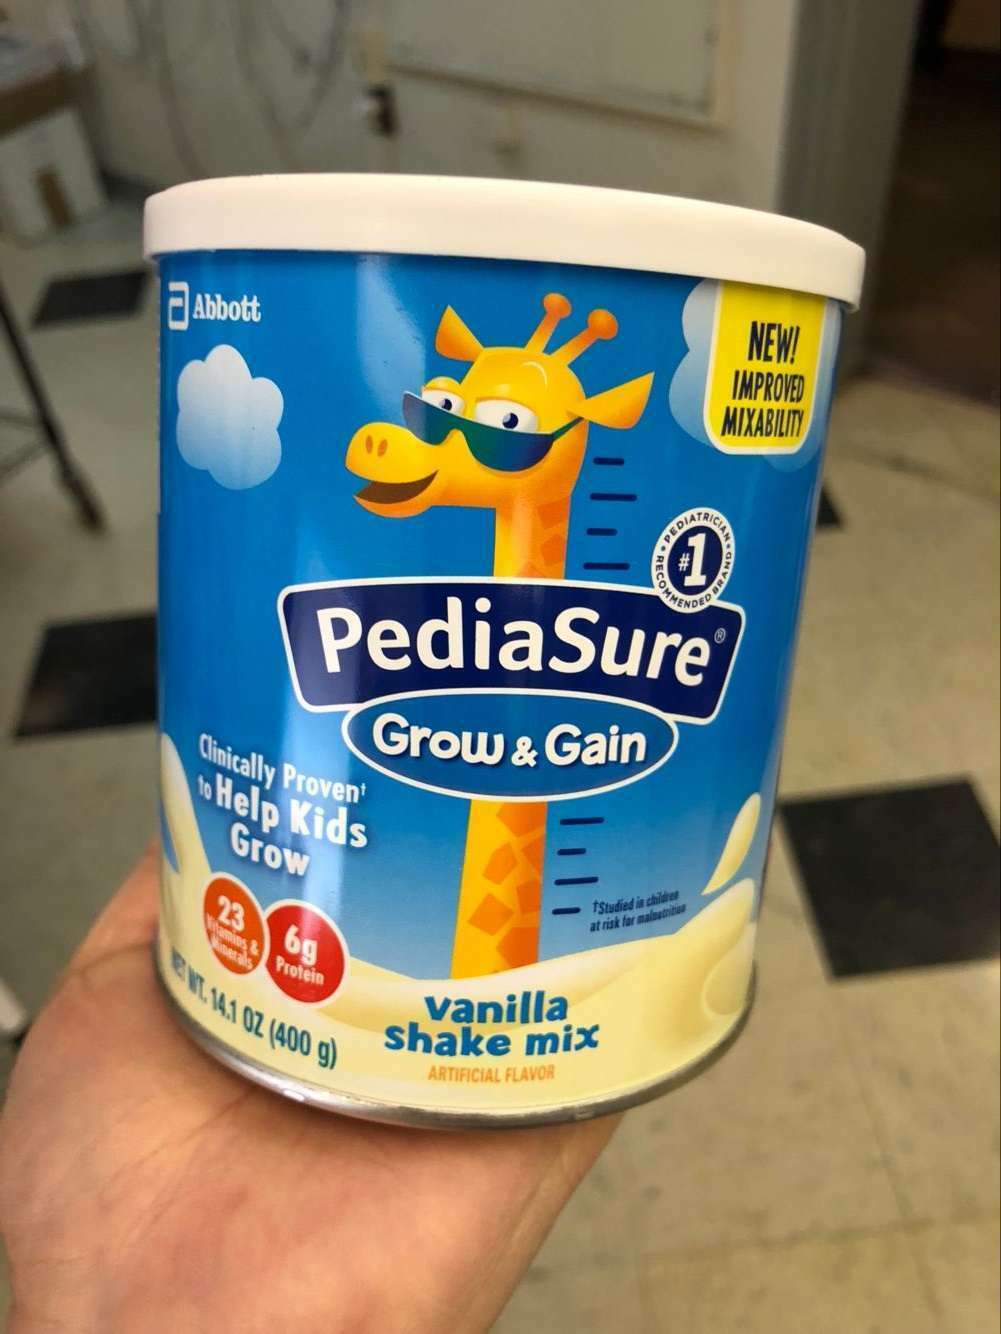 Abbott
NEW!
IMPROVED
MIXABILITY
PEDIATRICIAN
RECOMMENDED BRAND
#1
PediaSure®
Grow & Gain
Clinically Proven†
to Help Kids
Grow
†Studied in children
at risk for malnutrition
23
Vitamins &
Minerals
6g
Protein
NET WT. 14.1 OZ (400 g)
vanilla
shake mix
ARTIFICIAL FLAVOR